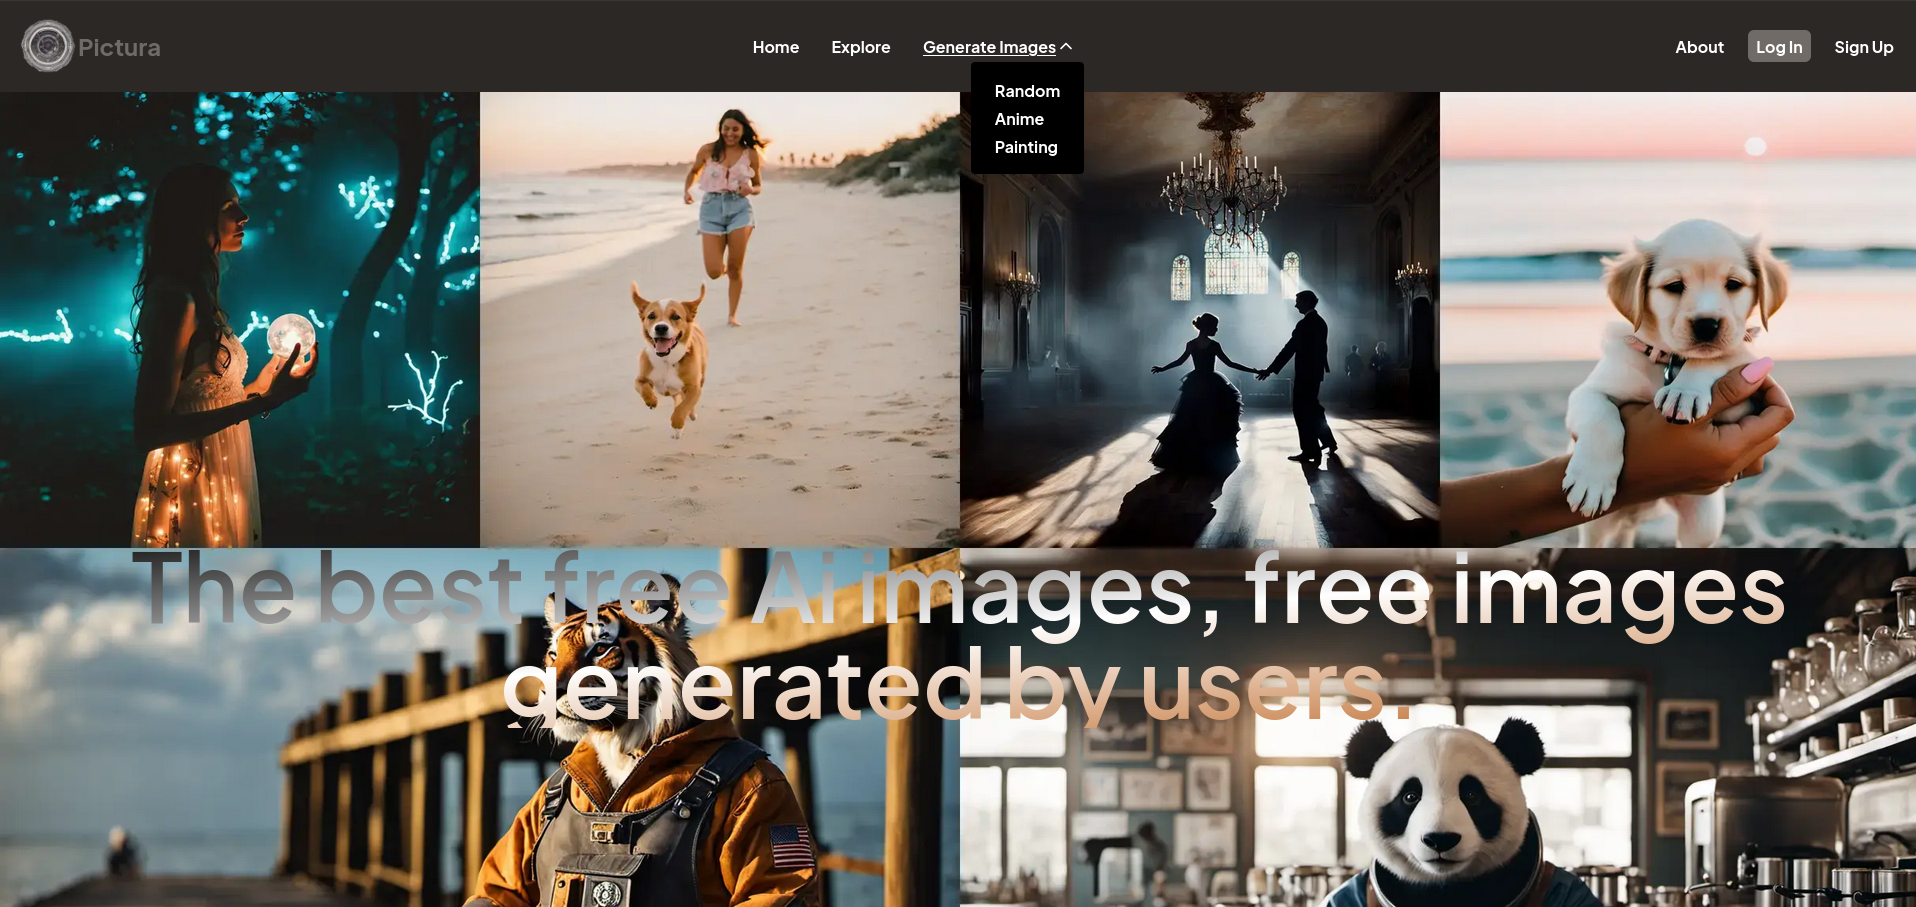 Pictura
Home Explore Generate Images
About Log In Sign Up
Random
Anime
Painting
The best free Ai images, free images
generated by users.